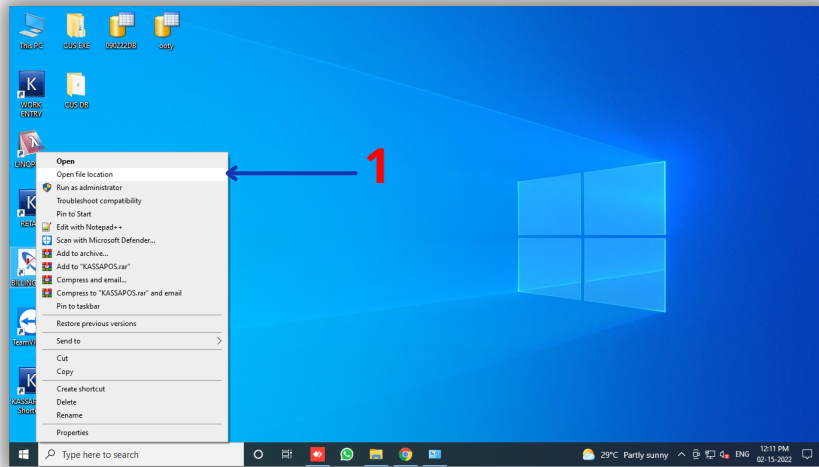 This PC
CUS EXE
090222DB
ooty
WORK
ENTRY
CUS DB
1
Open
Open file location
Run as administrator
Troubleshoot compatibility
Pin to Start
Edit with Notepad++
Scan with Microsoft Defender...
Add to archive...
Add to "KASSAPOS.rar"
Compress and email...
Compress to "KASSAPOS.rar" and email
Pin to taskbar
Restore previous versions
Send to
Cut
Copy
Create shortcut
Delete
Rename
Properties
Type here to search
29°C Partly sunny
ENG
12:11 PM
02-15-2022